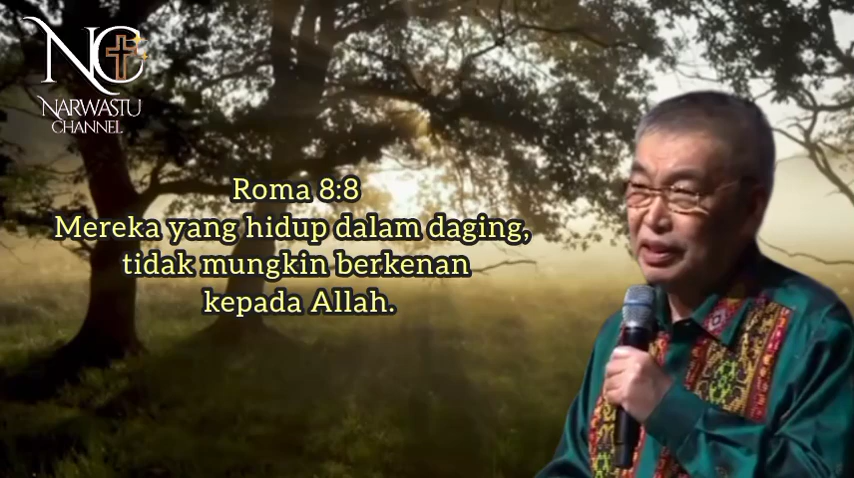 NC
NARWASTU
CHANNEL
Roma 8:8
Mereka yang hidup dalam daging,
tidak mungkin berkenan
kepada Allah.